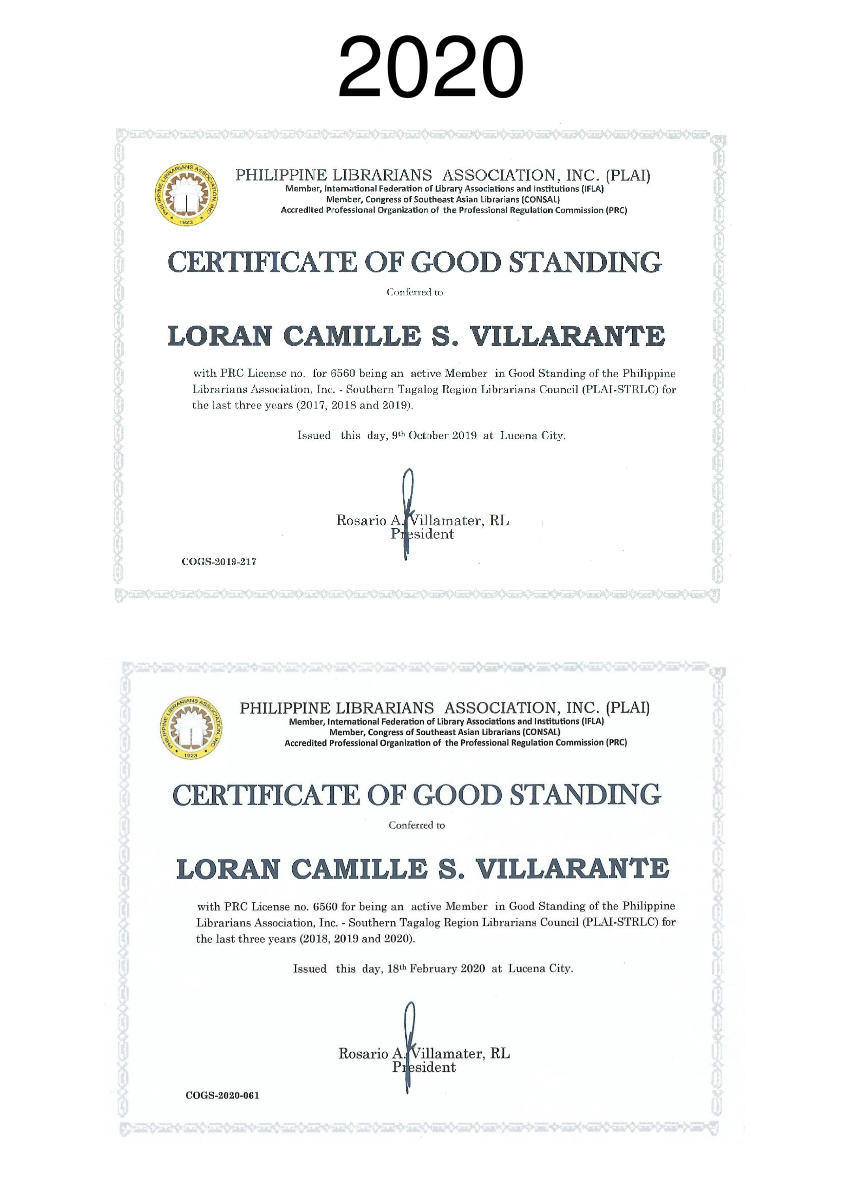 2020
PHILIPPINE LIBRARIANS ASSOCIATION, INC. (PLAI)
Member, International Federation of Library Associations and Institutions (IFLA)
Member, Congress of Southeast Asian Librarians [CONSAL)
Accredited Professional Organization of the Professional Regulation Commission (PRC)
PHILIPPINE LIBRARIANS ASSOCIATION, INC.
1923
CERTIFICATE OF GOOD STANDING
Conferred to
LORAN CAMILLE S. VILLARANTE
with PRC License no. for 6560 being an active Member in Good Standing of the Philippine
Librarians Association, Inc. - Southern Tagalog Region Librarians Council (PLAI-STRLC) for
the last three years (2017, 2018 and 2019).
Issued this day, 9th October 2019 at Lucena City.
Rosario A. Villamater, RL
President
COGS-2019-217
PHILIPPINE LIBRARIANS ASSOCIATION, INC. (PLAI)
Member, International Federation of Library Associations and Institutions (IFLA)
Member, Congress of Southeast Asian Librarians [CONSAL)
Accredited Professional Organization of the Professional Regulation Commission (PRC)
PHILIPPINE LIBRARIANS ASSOCIATION, INC.
1923
CERTIFICATE OF GOOD STANDING
Conferred to
LORAN CAMILLE S. VILLARANTE
with PRC License no. 6560 for being an active Member in Good Standing of the Philippine
Librarians Association, Inc. - Southern Tagalog Region Librarians Council (PLAI-STRLC) for
the last three years (2018, 2019 and 2020).
Issued this day, 18th February 2020 at Lucena City.
Rosario A. Villamater, RL
President
COGS-2020-061